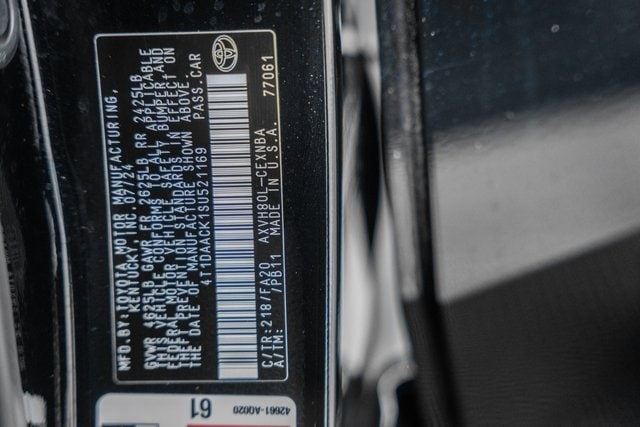 MFD.BY:TOYOTA MOTOR MANUFACTURING,
KENTUCKY, INC. 07/24
GVWR 4625LB GAWR FR 2625LB RR 2425LB
THIS VEHICLE CONFORMS TO ALL APPLICABLE
FEDERAL MOTOR VEHICLE SAFETY, BUMPER AND
THEFT PREVENTION STANDARDS IN EFFECT ON
THE DATE OF MANUFACTURE SHOWN ABOVE.
4T1DAACK1SU521169 PASS.CAR
C/TR:218/FA20 AXVH80L-CEXNBA
A/TM: /PB11 MADE IN U.S.A. 77061
61
42661-AQ020